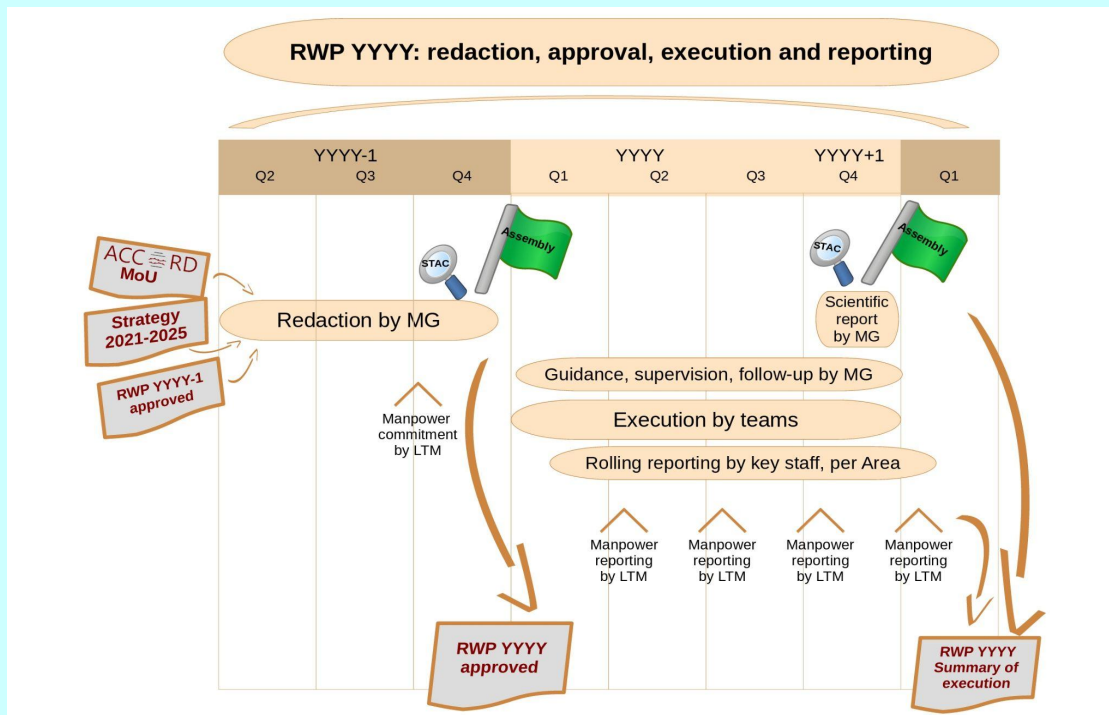 RWP YYYY: redaction, approval, execution and reporting
YYYY-1
YYYY
YYYY+1
Q2
Q3
Q4
Q1
Q2
Q3
Q4
Q1
STAC
Assembly
STAC
Assembly
ACCORD
MoU
Strategy
2021-2025
RWP YYYY-1
approved
Redaction by MG
Scientific
report
by MG
Guidance, supervision, follow-up by MG
Manpower
commitment
by LTM
Execution by teams
Rolling reporting by key staff, per Area
Manpower
reporting
by LTM
Manpower
reporting
by LTM
Manpower
reporting
by LTM
Manpower
reporting
by LTM
RWP YYYY
approved
RWP YYYY
Summary of
execution